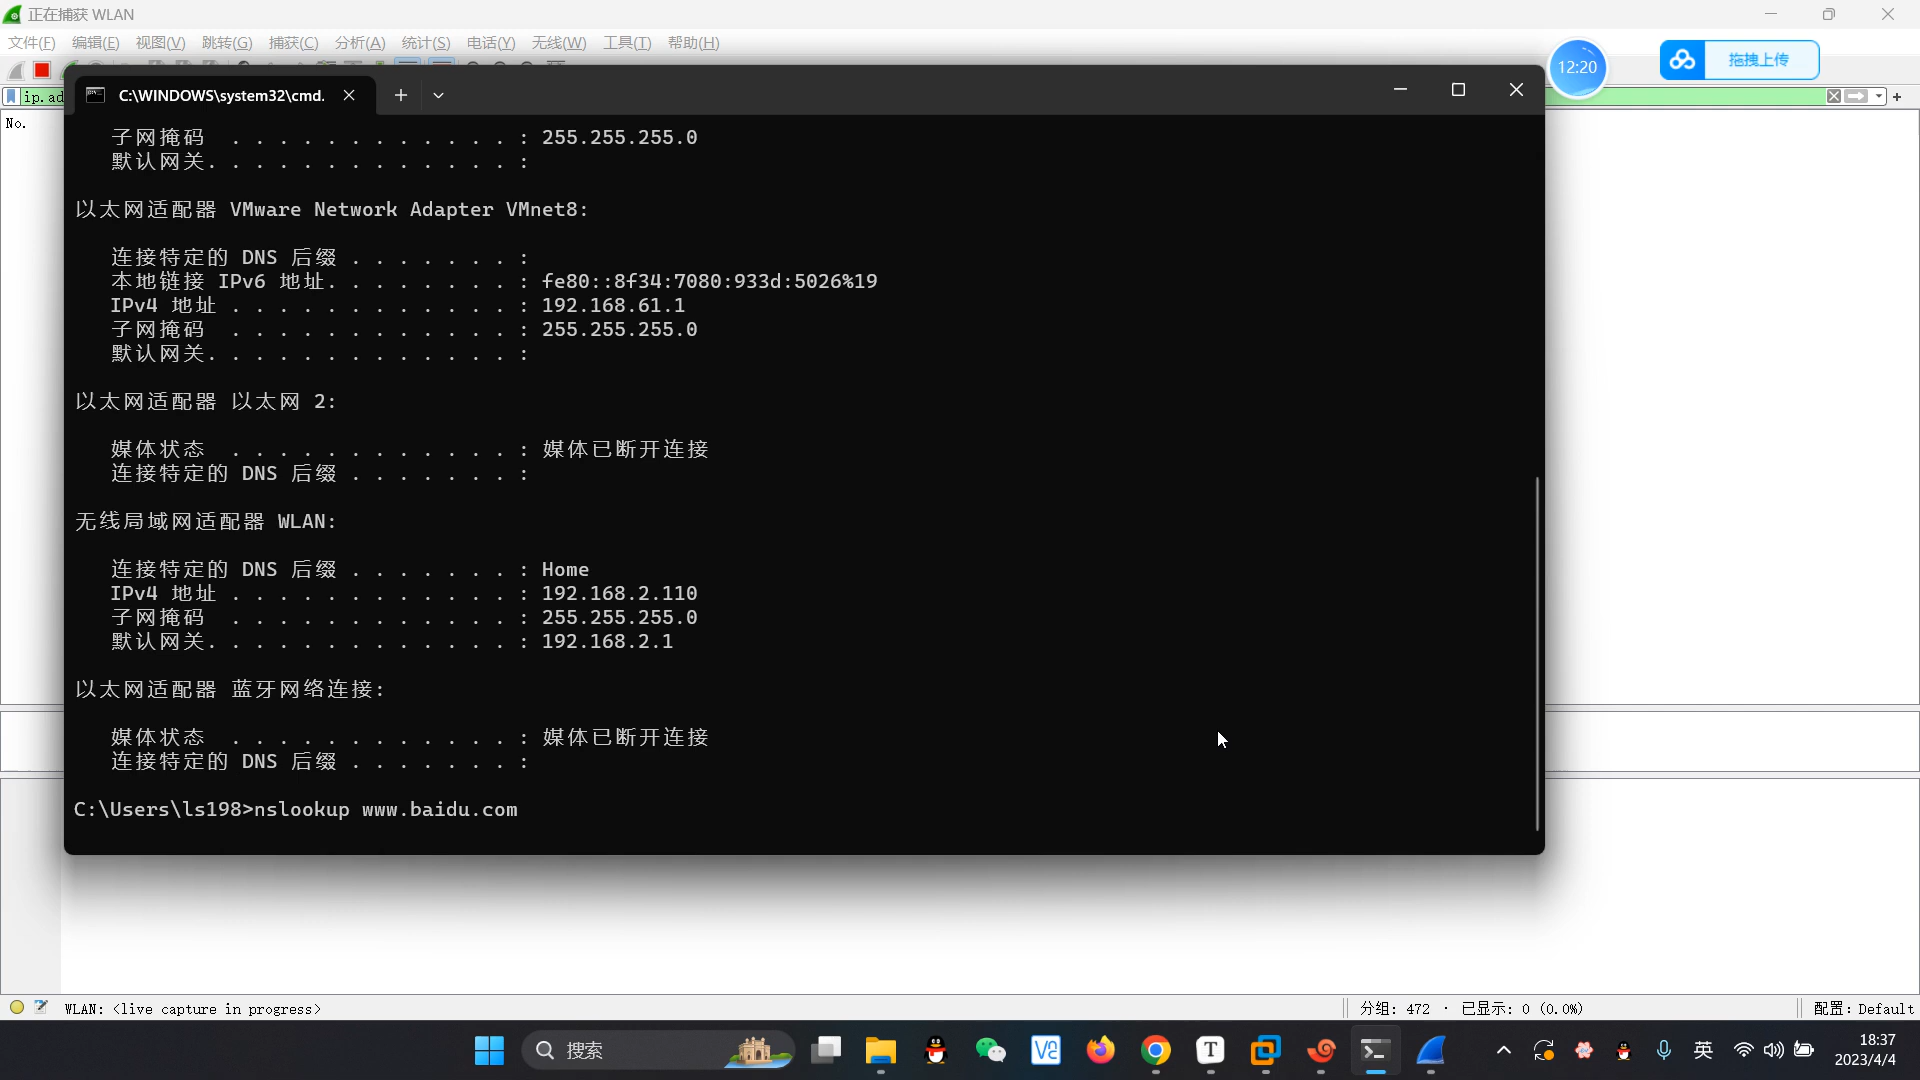 正在捕获 WLAN
文件(F) 编辑(E) 视图(V) 跳转(G) 捕获(C) 分析(A) 统计(S) 电话(Y) 无线(W) 工具(T) 帮助(H)
12:20
拖拽上传
C:\WINDOWS\system32\cmd.
ip.ad
No.
子网掩码 . . . . . . . . . . . . : 255.255.255.0
默认网关. . . . . . . . . . . . . :
以太网适配器 VMware Network Adapter VMnet8:
连接特定的 DNS 后缀 . . . . . . . :
本地链接 IPv6 地址. . . . . . . . : fe80::8f34:7080:933d:5026%19
IPv4 地址 . . . . . . . . . . . . : 192.168.61.1
子网掩码 . . . . . . . . . . . . : 255.255.255.0
默认网关. . . . . . . . . . . . . :
以太网适配器 以太网 2:
媒体状态 . . . . . . . . . . . . : 媒体已断开连接
连接特定的 DNS 后缀 . . . . . . . :
无线局域网适配器 WLAN:
连接特定的 DNS 后缀 . . . . . . . : Home
IPv4 地址 . . . . . . . . . . . . : 192.168.2.110
子网掩码 . . . . . . . . . . . . : 255.255.255.0
默认网关. . . . . . . . . . . . . : 192.168.2.1
以太网适配器 蓝牙网络连接:
媒体状态 . . . . . . . . . . . . : 媒体已断开连接
连接特定的 DNS 后缀 . . . . . . . :
C:\Users\ls198>nslookup www.baidu.com
WLAN: <live capture in progress>
分组: 472 · 已显示: 0 (0.0%)
配置: Default
搜索
英
18:37
2023/4/4